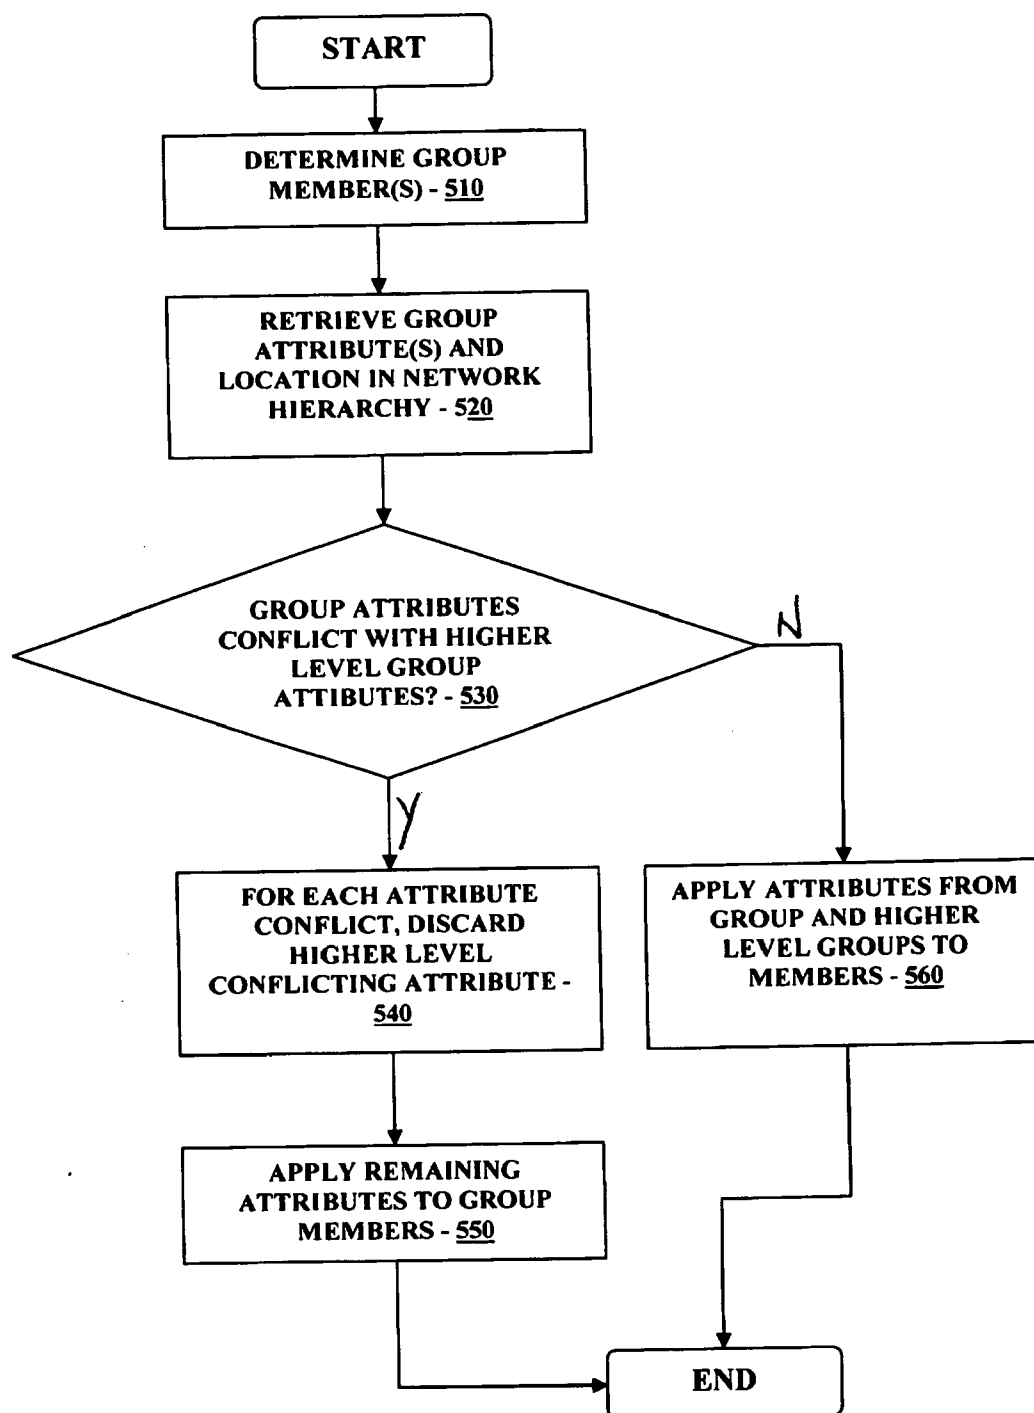 START
DETERMINE GROUP
MEMBER(S) - 510
RETRIEVE GROUP
ATTRIBUTE(S) AND
LOCATION IN NETWORK
HIERARCHY - 520
GROUP ATTRIBUTES
CONFLICT WITH HIGHER
LEVEL GROUP
ATTIBUTES? - 530
N
Y
FOR EACH ATTRIBUTE
CONFLICT, DISCARD
HIGHER LEVEL
CONFLICTING ATTRIBUTE -
540
APPLY ATTRIBUTES FROM
GROUP AND HIGHER
LEVEL GROUPS TO
MEMBERS - 560
APPLY REMAINING
ATTRIBUTES TO GROUP
MEMBERS - 550
END